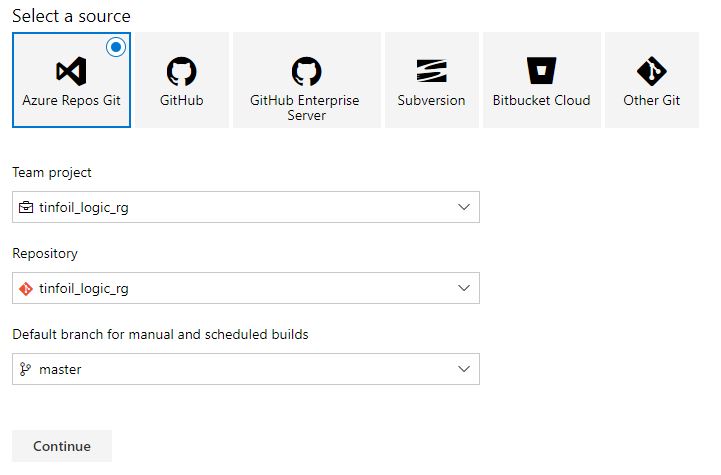 Select a source
Azure Repos Git
GitHub
GitHub Enterprise
Server
Subversion
Bitbucket Cloud
Other Git
Team project
tinfoil_logic_rg
Repository
tinfoil_logic_rg
Default branch for manual and scheduled builds
master
Continue